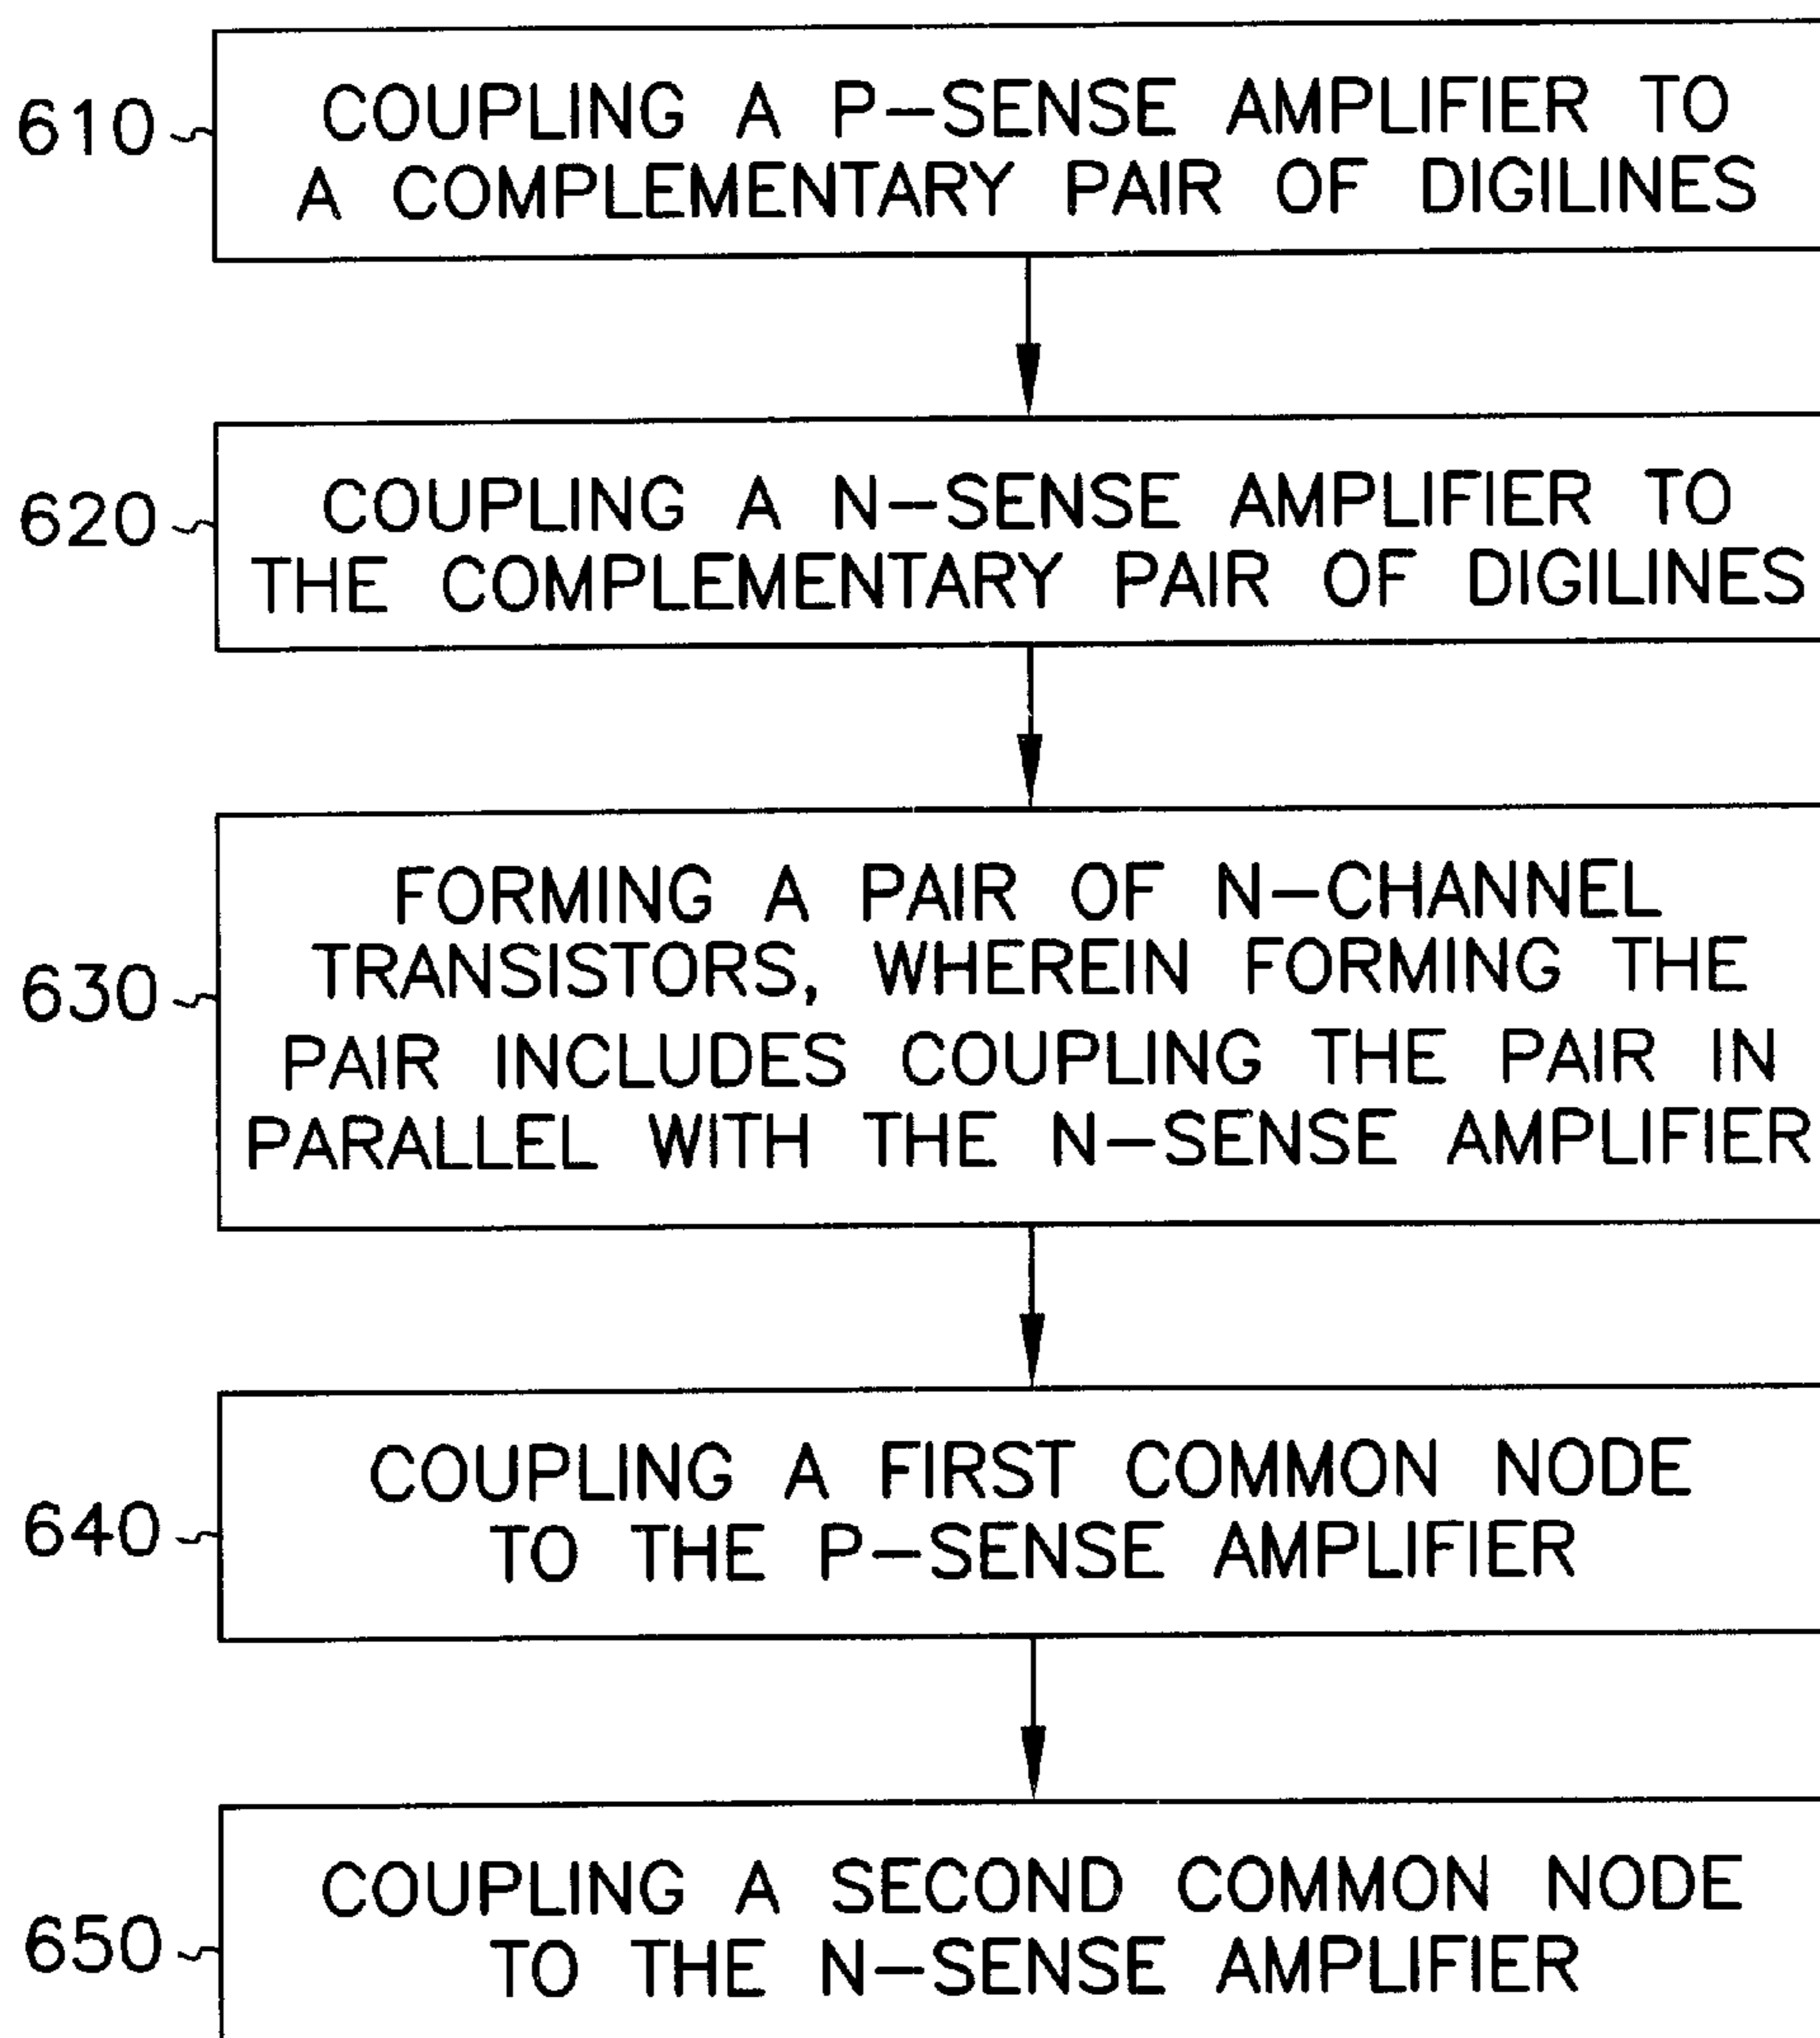 610
COUPLING A P-SENSE AMPLIFIER TO
A COMPLEMENTARY PAIR OF DIGILINES
620
COUPLING A N-SENSE AMPLIFIER TO
THE COMPLEMENTARY PAIR OF DIGILINES
630
FORMING A PAIR OF N-CHANNEL
TRANSISTORS, WHEREIN FORMING THE
PAIR INCLUDES COUPLING THE PAIR IN
PARALLEL WITH THE N-SENSE AMPLIFIER
640
COUPLING A FIRST COMMON NODE
TO THE P-SENSE AMPLIFIER
650
COUPLING A SECOND COMMON NODE
TO THE N-SENSE AMPLIFIER